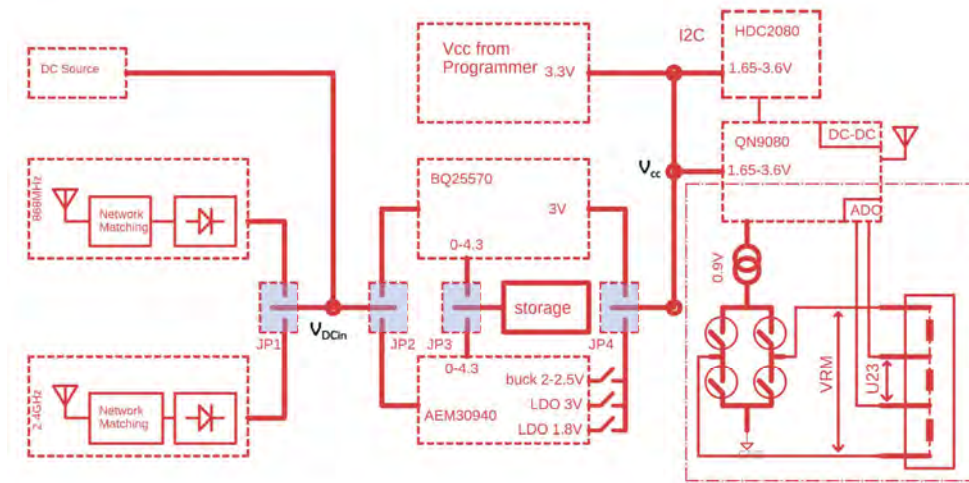 DC Source
868MHz
Network
Matching
JP1
2.4GHz
Network
Matching
VDCin
Vcc from
Programmer
3.3V
BQ25570
3V
0-4.3
storage
JP2
JP3
JP4
0-4.3
buck 2-2.5V
AEM30940
LDO 3V
LDO 1.8V
Vcc
I2C
HDC2080
1.65-3.6V
QN9080
DC-DC
1.65-3.6V
ADC
0.9V
VRM
U23